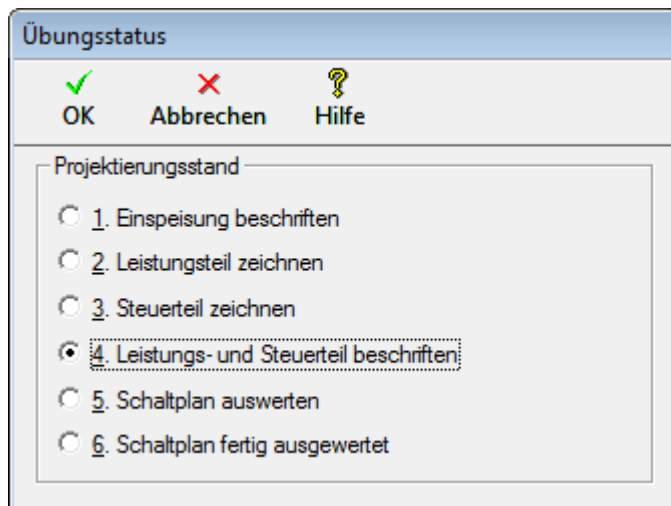 Übungsstatus
OK Abbrechen Hilfe
Projektierungsstand
1. Einspeisung beschriften
2. Leistungsteil zeichnen
3. Steuerteil zeichnen
4. Leistungs- und Steuerteil beschriften
5. Schaltplan auswerten
6. Schaltplan fertig ausgewertet